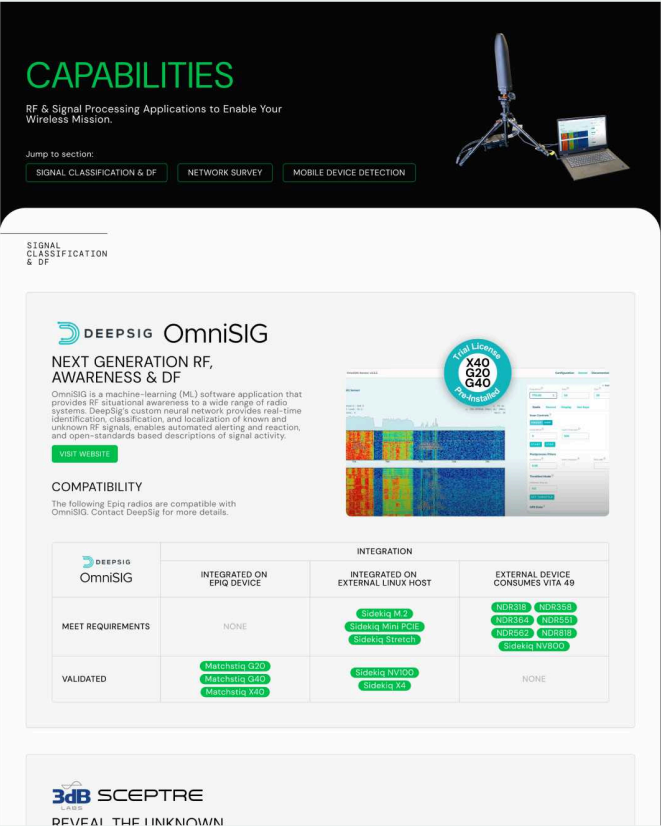 CAPABILITIES
RF & Signal Processing Applications to Enable Your
Wireless Mission.
Jump to section:
SIGNAL CLASSIFICATION & DF
NETWORK SURVEY
MOBILE DEVICE DETECTION
SIGNAL
CLASSIFICATION
& DF
DEEPSIG OmniSIG
NEXT GENERATION RF,
AWARENESS & DF
OmniSIG is a machine-learning (ML) software application that
provides RF situational awareness to a wide range of radio
systems. DeepSig's custom neural network provides real-time
identification, classification, and localization of known and
unknown RF signals, enables automated alerting and reaction,
and open-standards based descriptions of signal activity.
VISIT WEBSITE
Trial License
X40
G20
G40
Pre-Installed
COMPATIBILITY
The following Epiq radios are compatible with
OmniSIG. Contact DeepSig for more details.
DEEPSIG
OmniSIG
INTEGRATION
INTEGRATED ON
EPIQ DEVICE
INTEGRATED ON
EXTERNAL LINUX HOST
EXTERNAL DEVICE
CONSUMES VITA 49
MEET REQUIREMENTS
NONE
Sidekiq M.2
Sidekiq Mini PCIE
Sidekiq Stretch
NDR318 NDR358
NDR364 NDR551
NDR562 NDR818
Sidekiq NV800
VALIDATED
Matchstiq G20
Matchstiq G40
Matchstiq X40
Sidekiq NV100
Sidekiq X4
NONE
3dB LABS SCEPTRE
REVEAL THE UNKNOWN